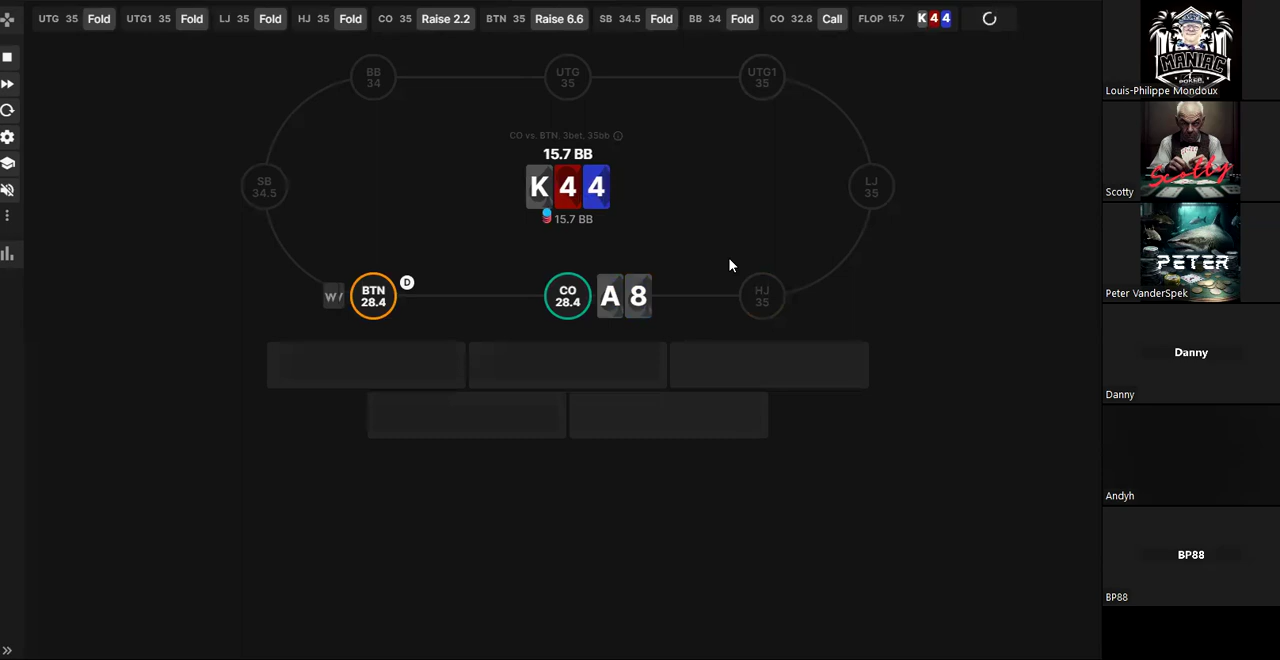 UTG 35 Fold UTG1 35 Fold LJ 35 Fold HJ 35 Fold CO 35 Raise 2.2 BTN 35 Raise 6.6 SB 34.5 Fold BB 34 Fold CO 32.8 Call FLOP 15.7 K 4 4
BB
34
UTG
35
UTG1
35
CO vs. BTN, 3bet, 35bb
15.7 BB
K 4 4
15.7 BB
SB
34.5
LJ
35
BTN
28.4
D
CO
28.4
A 8
HJ
35
MANIAC
POKER
Louis-Philippe Mondoux
Scotty
Scotty
PETER
Peter VanderSpek
Danny
Danny
Andyh
BP88
BP88